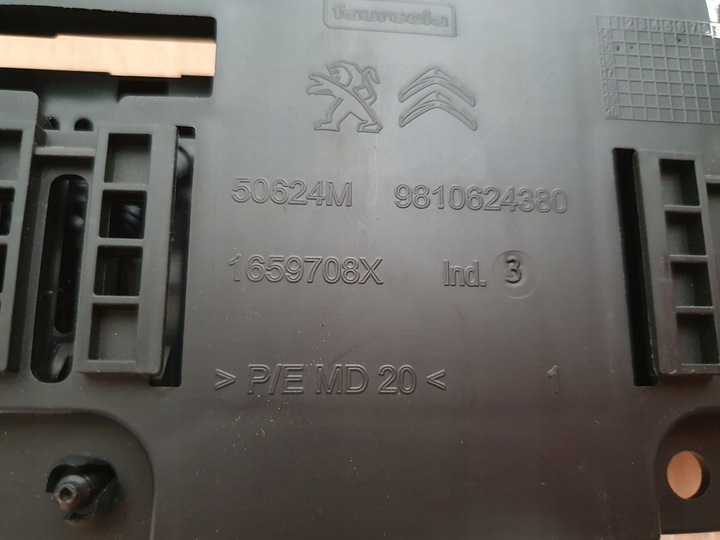 faurecia
50624M 9810624380
1659708X Ind. 3
> P/E MD 20 < 1